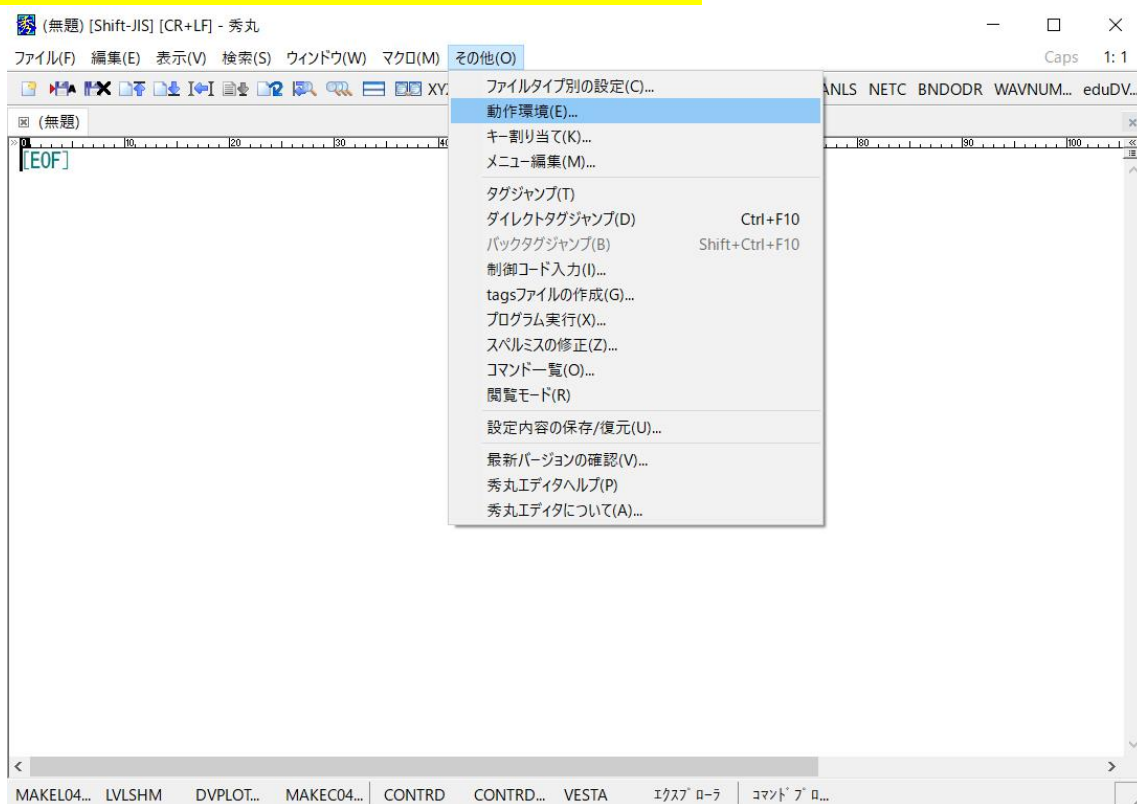 (無題) [Shift-JIS] [CR+LF] - 秀丸
ファイル(F) 編集(E) 表示(V) 検索(S) ウィンドウ(W) マクロ(M) その他(O) Caps 1: 1
XY
ANLS NETC BNDODR WAVNUM... eduDV...
(無題)
0 10 20 30 80 90 100
[EOF]
ファイルタイプ別の設定(C)...
動作環境(E)...
キー割り当て(K)...
メニュー編集(M)...
タグジャンプ(T)
ダイレクトタグジャンプ(D) Ctrl+F10
バックタグジャンプ(B) Shift+Ctrl+F10
制御コード入力(I)...
tagsファイルの作成(G)...
プログラム実行(X)...
スペルミスの修正(Z)...
コマンド一覧(O)...
閲覧モード(R)
設定内容の保存/復元(U)...
最新バージョンの確認(V)...
秀丸エディタヘルプ(P)
秀丸エディタについて(A)...
MAKEL04... LVLSHM DVPLOT... MAKEC04... CONTRD CONTRD... VESTA ｴｸｽﾌﾟﾛｰﾗ ｺﾏﾝﾄﾞﾌﾟﾛ...